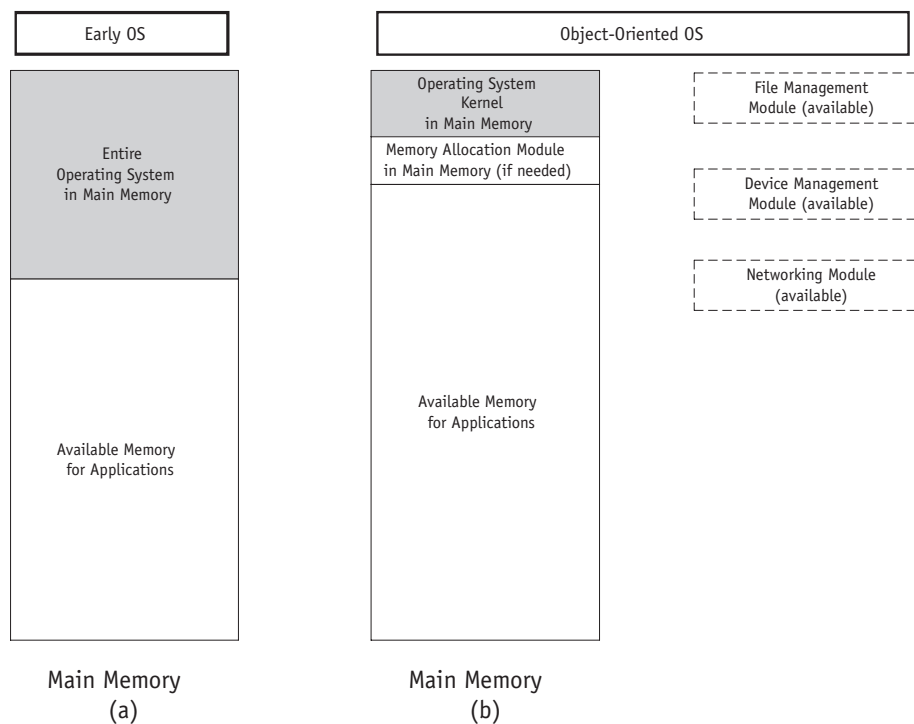 Early OS
Object-Oriented OS
Entire
Operating System
in Main Memory
Available Memory
for Applications
Main Memory
(a)
Operating System
Kernel
in Main Memory
Memory Allocation Module
in Main Memory (if needed)
Available Memory
for Applications
Main Memory
(b)
File Management
Module (available)
Device Management
Module (available)
Networking Module
(available)